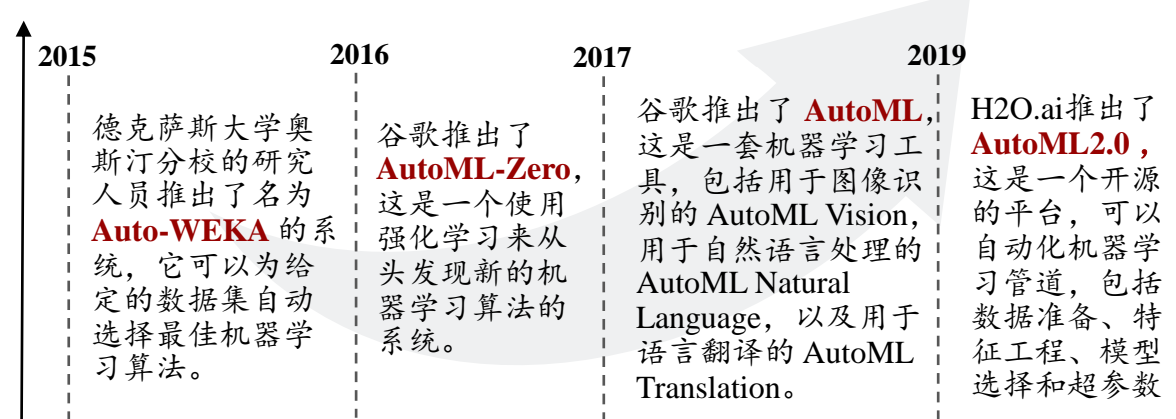 2015
德克萨斯大学奥
斯汀分校的研究
人员推出了名为
Auto-WEKA 的系
统，它可以为给
定的数据集自动
选择最佳机器学
习算法。
2016
谷歌推出了
AutoML-Zero，
这是一个使用
强化学习来从
头发现新的机
器学习算法的
系统。
2017
谷歌推出了 AutoML，
这是一套机器学习工
具，包括用于图像识
别的 AutoML Vision，
用于自然语言处理的
AutoML Natural
Language，以及用于
语言翻译的 AutoML
Translation。
2019
H2O.ai推出了
AutoML2.0，
这是一个开源
的平台，可以
自动化机器学
习管道，包括
数据准备、特
征工程、模型
选择和超参数